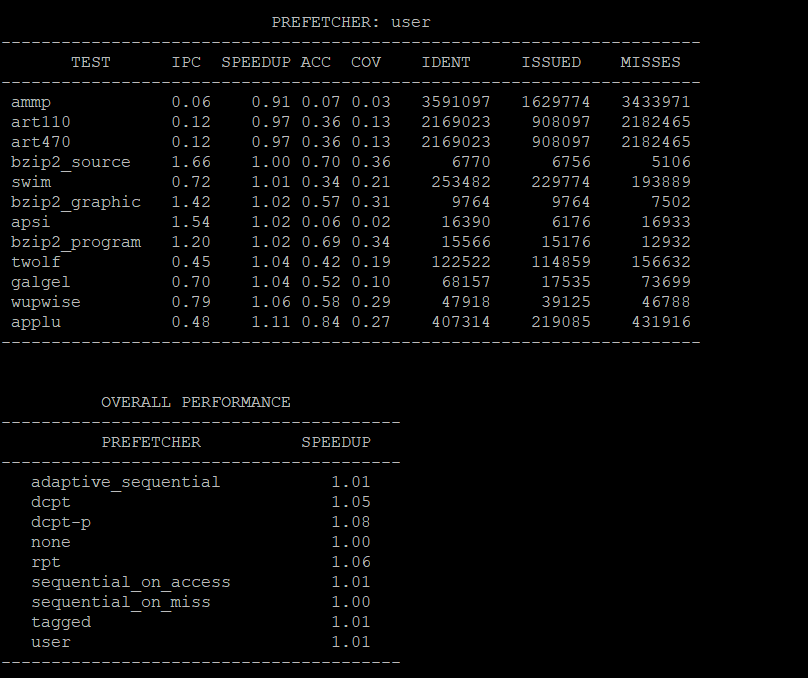 PREFETCHER: user
----------------------------------------------------------------------
TEST IPC SPEEDUP ACC COV IDENT ISSUED MISSES
----------------------------------------------------------------------
ammp 0.06 0.91 0.07 0.03 3591097 1629774 3433971
art110 0.12 0.97 0.36 0.13 2169023 908097 2182465
art470 0.12 0.97 0.36 0.13 2169023 908097 2182465
bzip2_source 1.66 1.00 0.70 0.36 6770 6756 5106
swim 0.72 1.01 0.34 0.21 253482 229774 193889
bzip2_graphic 1.42 1.02 0.57 0.31 9764 9764 7502
apsi 1.54 1.02 0.06 0.02 16390 6176 16933
bzip2_program 1.20 1.02 0.69 0.34 15566 15176 12932
twolf 0.45 1.04 0.42 0.19 122522 114859 156632
galgel 0.70 1.04 0.52 0.10 68157 17535 73699
wupwise 0.79 1.06 0.58 0.29 47918 39125 46788
applu 0.48 1.11 0.84 0.27 407314 219085 431916
----------------------------------------------------------------------
OVERALL PERFORMANCE
----------------------------------------
PREFETCHER SPEEDUP
----------------------------------------
adaptive_sequential 1.01
dcpt 1.05
dcpt-p 1.08
none 1.00
rpt 1.06
sequential_on_access 1.01
sequential_on_miss 1.00
tagged 1.01
user 1.01
----------------------------------------